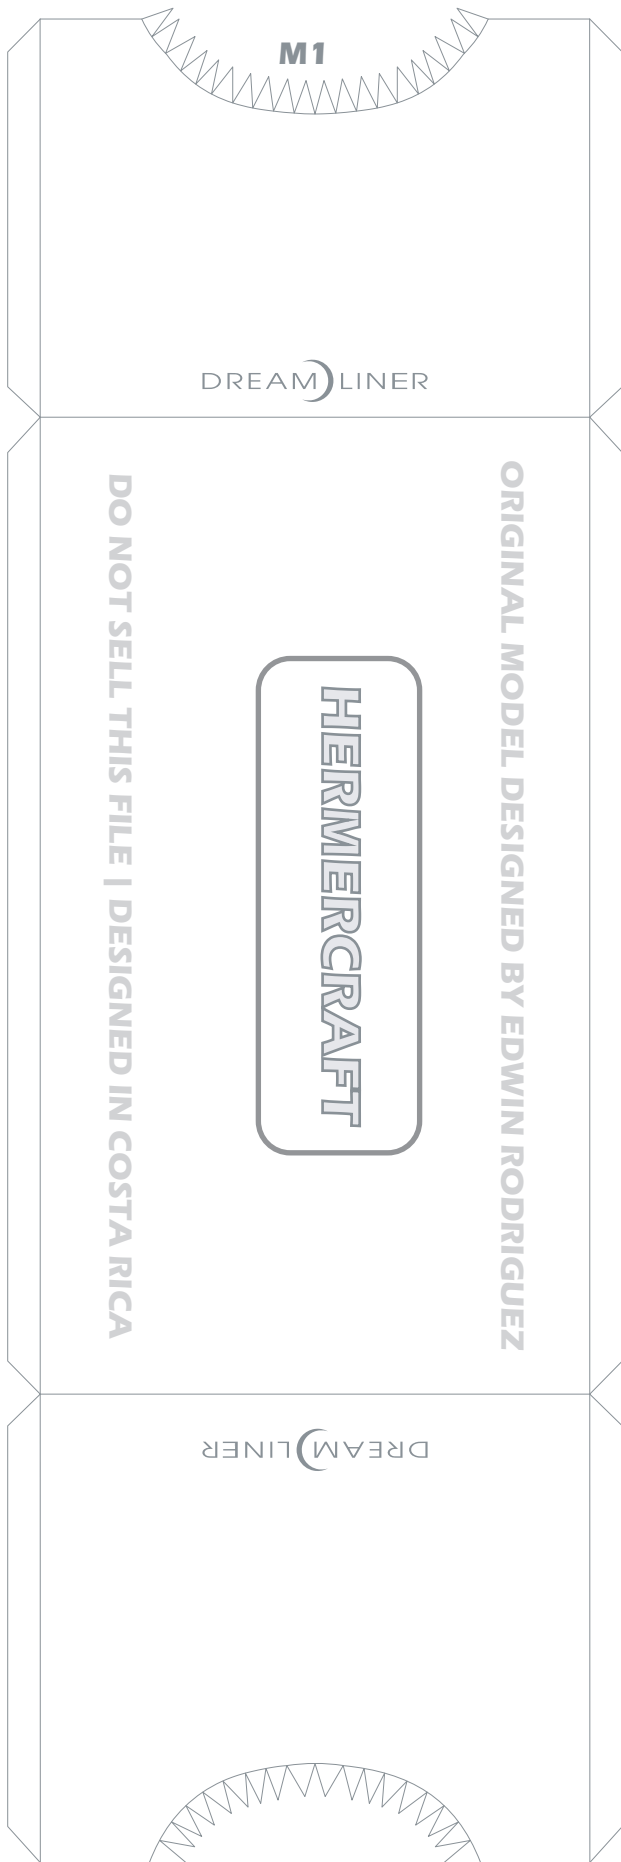 M1
DREAM LINER
ORIGINAL MODEL DESIGNED BY EDWIN RODRIGUEZ
HERMERCRAFT
DO NOT SELL THIS FILE | DESIGNED IN COSTA RICA
DREAM LINER